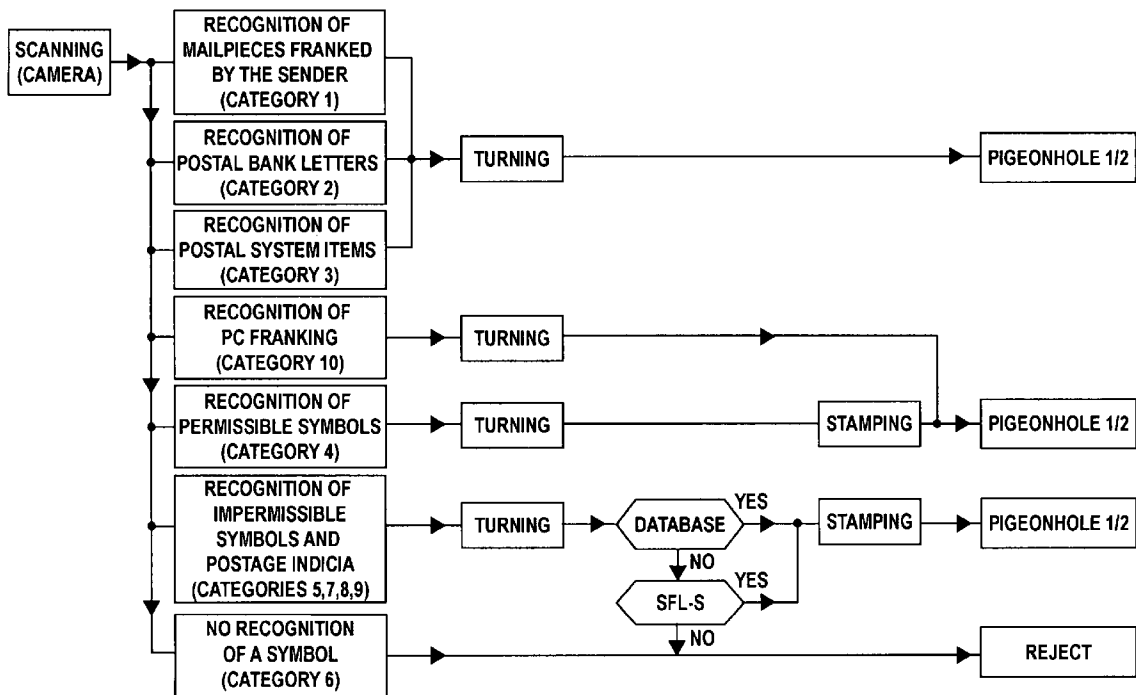 SCANNING
(CAMERA)
RECOGNITION OF
MAILPIECES FRANKED
BY THE SENDER
(CATEGORY 1)
RECOGNITION OF
POSTAL BANK LETTERS
(CATEGORY 2)
TURNING
PIGEONHOLE 1/2
RECOGNITION OF
POSTAL SYSTEM ITEMS
(CATEGORY 3)
RECOGNITION OF
PC FRANKING
(CATEGORY 10)
TURNING
RECOGNITION OF
PERMISSIBLE SYMBOLS
(CATEGORY 4)
TURNING
STAMPING
PIGEONHOLE 1/2
RECOGNITION OF
IMPERMISSIBLE
SYMBOLS AND
POSTAGE INDICIA
(CATEGORIES 5,7,8,9)
TURNING
DATABASE
YES
NO
SFL-S
YES
NO
STAMPING
PIGEONHOLE 1/2
NO RECOGNITION
OF A SYMBOL
(CATEGORY 6)
REJECT